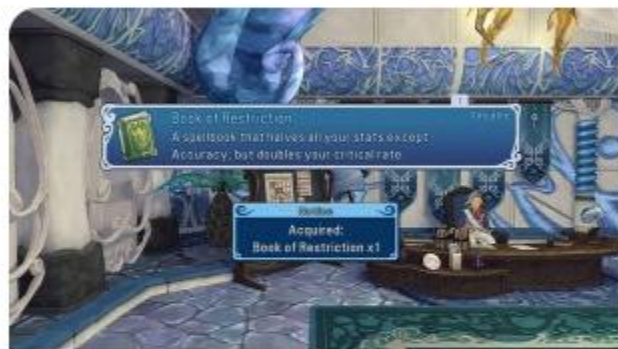 Book of Restriction
A spellbook that halves all your stats except
Accuracy, but doubles your critical rate.
Acquired:
Book of Restriction x1